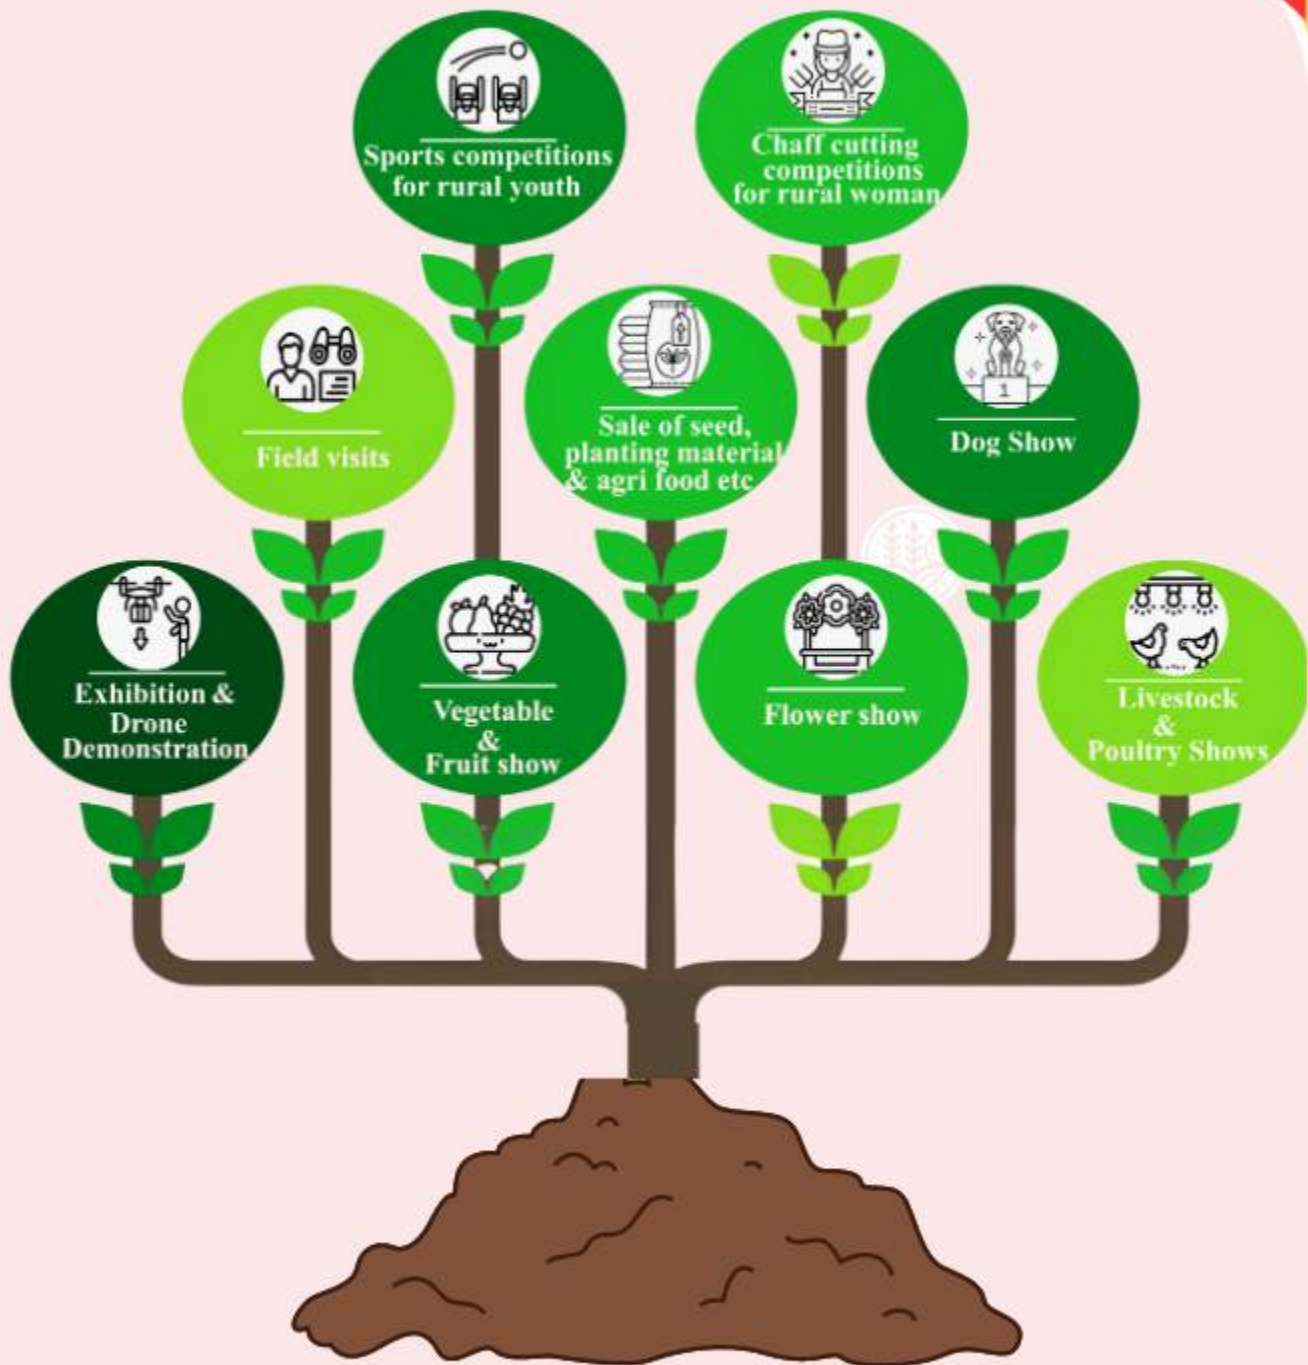 Sports competitions
for rural youth
Chaff cutting
competitions
for rural woman
Field visits
Sale of seed,
planting material
& agri food etc
1
Dog Show
Exhibition &
Drone
Demonstration
Vegetable
&
Fruit show
Flower show
Livestock
&
Poultry Shows